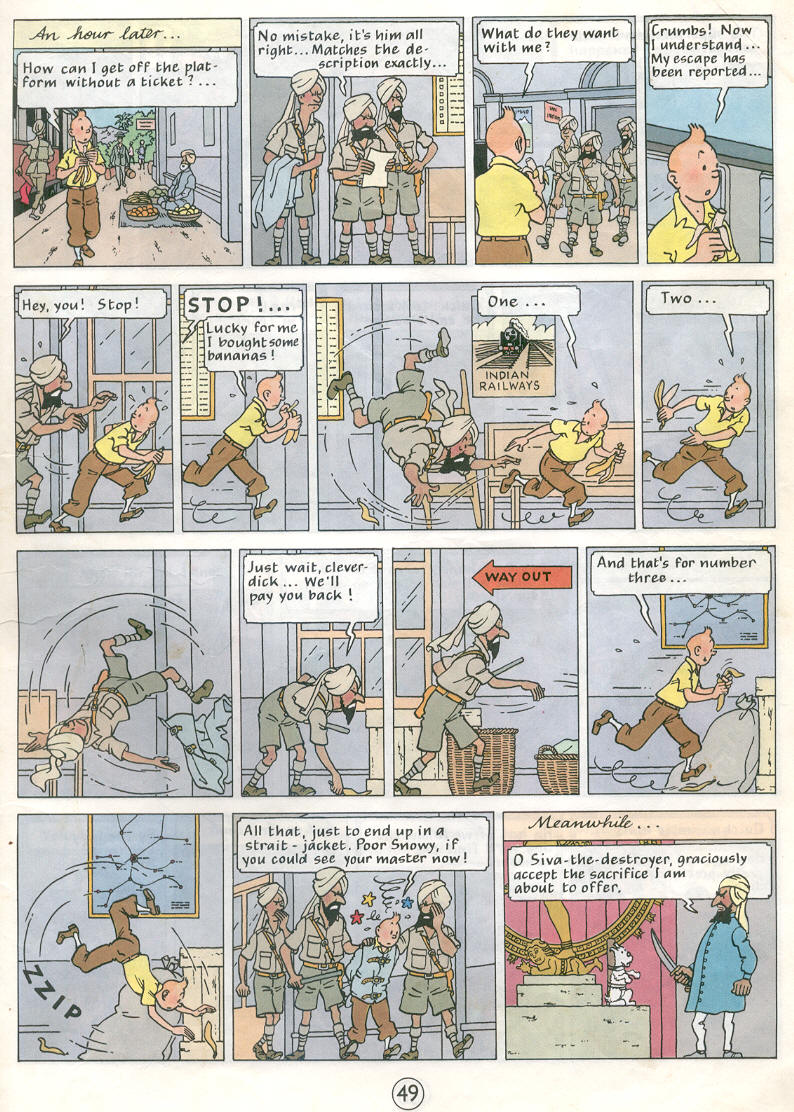 An hour later...
How can I get off the plat-
form without a ticket?...
No mistake, it's him all
right... Matches the de-
scription exactly...
What do they want
with me?
Crumbs! Now
I understand...
My escape has
been reported...
Hey, you! Stop!
STOP!...
Lucky for me
I bought some
bananas!
One ...
INDIAN
RAILWAYS
Two ...
Just wait, clever-
dick ... We'll
pay you back!
WAY OUT
And that's for number
three...
ZZIP
All that, just to end up in a
strait-jacket. Poor Snowy, if
you could see your master now!
Meanwhile...
O Siva-the-destroyer, graciously
accept the sacrifice I am
about to offer.
49